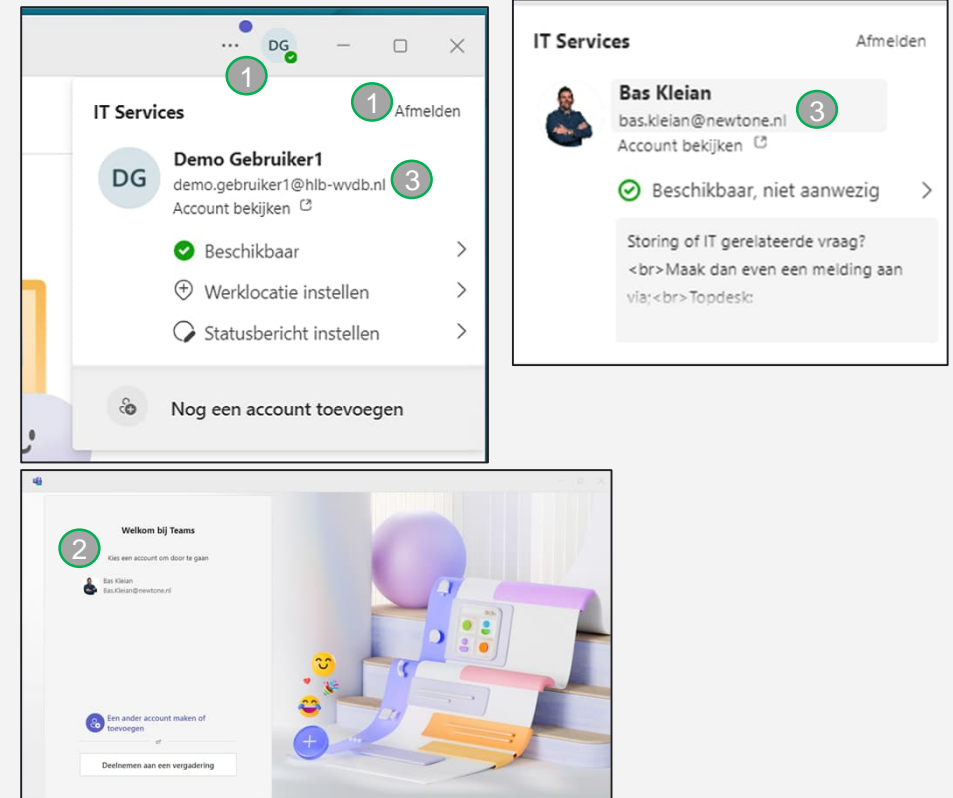 DG
1
1
IT Services
Afmelden
DG
Demo Gebruiker1
demo.gebruiker1@hlb-wvdb.nl
3
Account bekijken
Beschikbaar
Werklocatie instellen
Statusbericht instellen
Nog een account toevoegen
IT Services
Afmelden
Bas Kleian
bas.kleian@newtone.nl
3
Account bekijken
Beschikbaar, niet aanwezig
Storing of IT gerelateerde vraag?
<br>Maak dan even een melding aan
via;<br>Topdesk:
Welkom bij Teams
2
Kies een account om door te gaan
Bas Kleian
Bas.Kleian@newtone.nl
Een ander account maken of
toevoegen
of
Deelnemen aan een vergadering